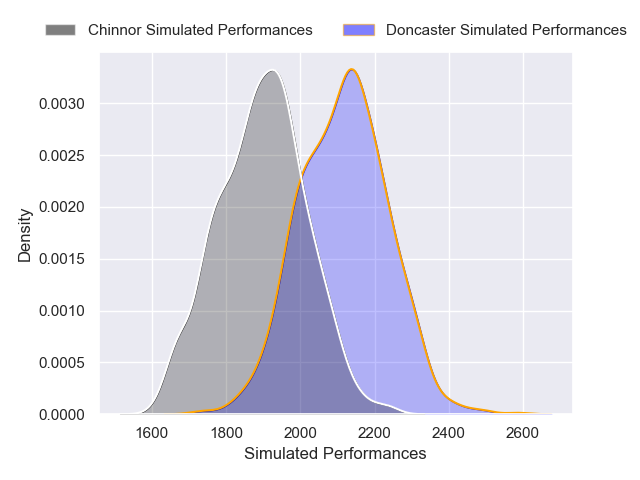 Chinnor Simulated Performances Doncaster Simulated Performances
0.0030
0.0025
0.0020
0.0015
0.0010
0.0005
0.0000
Density
1600 1800 2000 2200 2400 2600
Simulated Performances